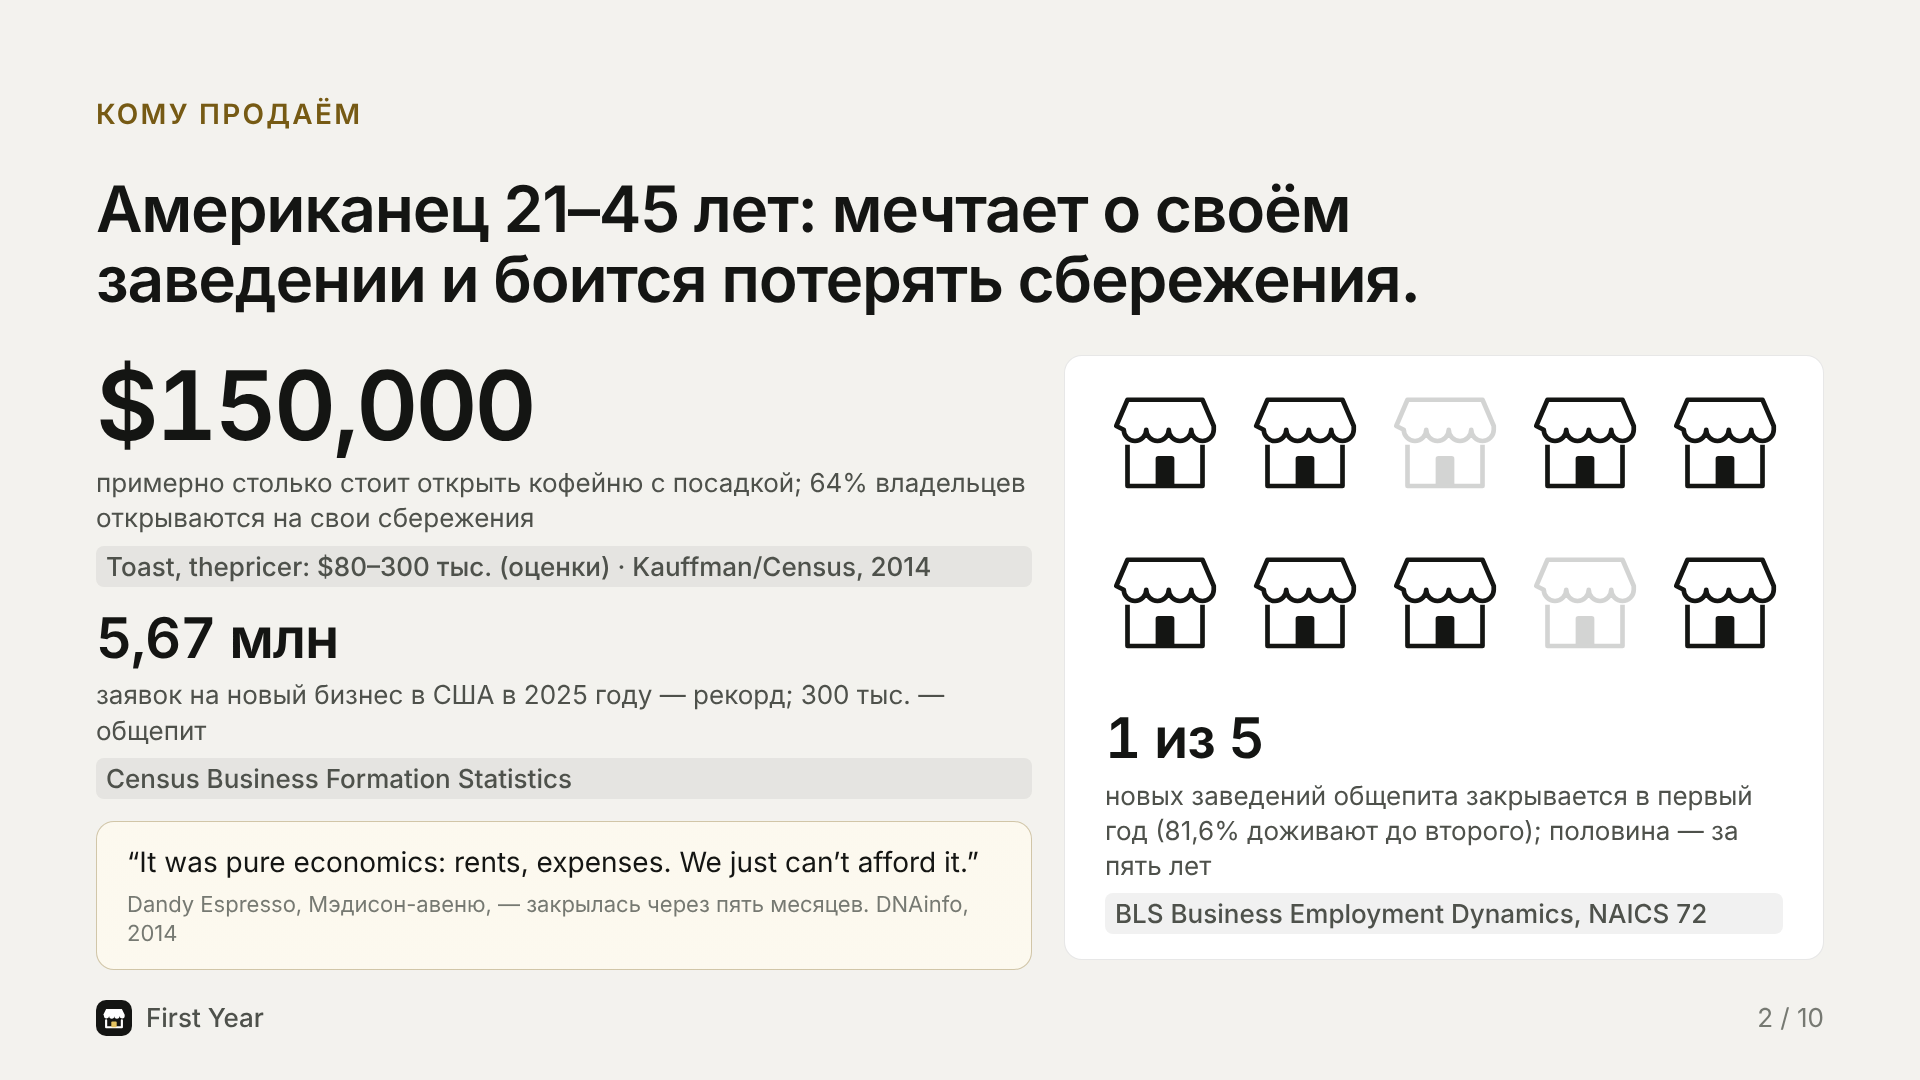 КОМУ ПРОДАЁМ
Американец 21–45 лет: мечтает о своём
заведении и боится потерять сбережения.
$150,000
примерно столько стоит открыть кофейню с посадкой; 64% владельцев
открываются на свои сбережения
Toast, thepricer: $80–300 тыс. (оценки) · Kauffman/Census, 2014
5,67 млн
заявок на новый бизнес в США в 2025 году — рекорд; 300 тыс. —
общепит
Census Business Formation Statistics
“It was pure economics: rents, expenses. We just can’t afford it.”
Dandy Espresso, Мэдисон-авеню, — закрылась через пять месяцев. DNAinfo,
2014
1 из 5
новых заведений общепита закрывается в первый
год (81,6% доживают до второго); половина — за
пять лет
BLS Business Employment Dynamics, NAICS 72
First Year
2 / 10